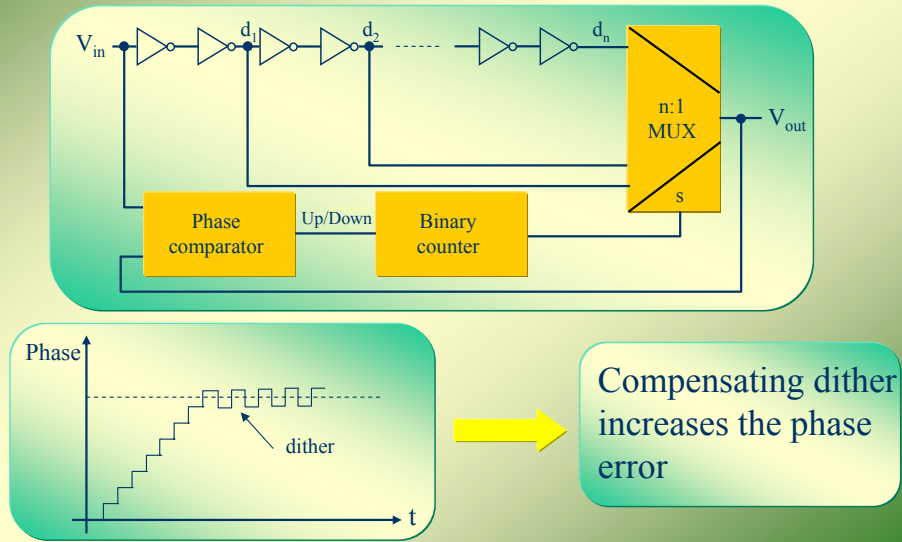 V_in
d_1
d_2
d_n
n:1
MUX
V_out
s
Phase
comparator
Up/Down
Binary
counter
Phase
dither
t
Compensating dither
increases the phase
error